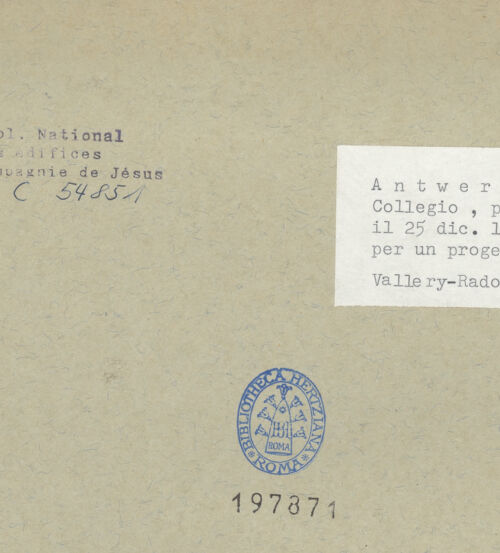 ol. National
edifices
pagnie de Jésus
C 54851
Antwer
Collegio , p
il 25 dic. 1
per un proge
Vallery-Rado
BIBLIOTHECA HERTZIANA
ROMA
ROMA
197871